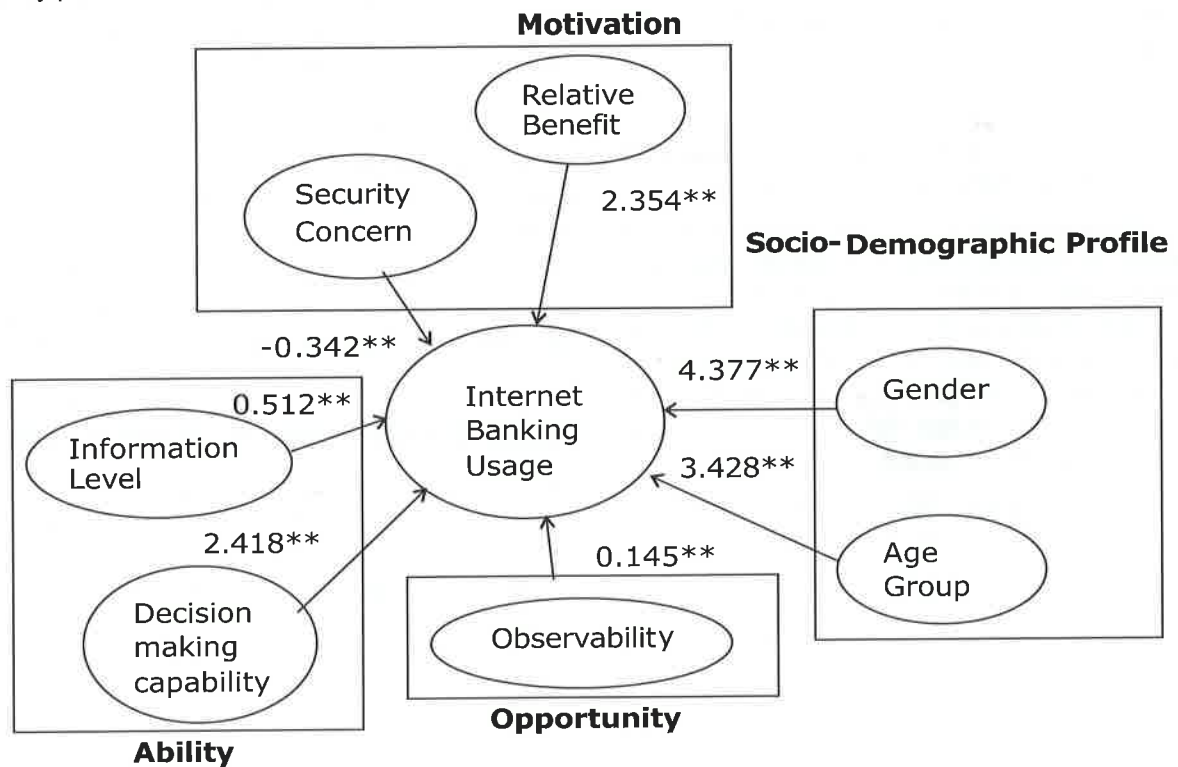 Motivation
Relative
Benefit
Security
Concern
2.354**
Socio-Demographic Profile
-0.342**
4.377**
Gender
0.512**
Internet
Banking
Usage
Information
Level
3.428**
2.418**
0.145**
Age
Group
Decision
making
capability
Observability
Opportunity
Ability